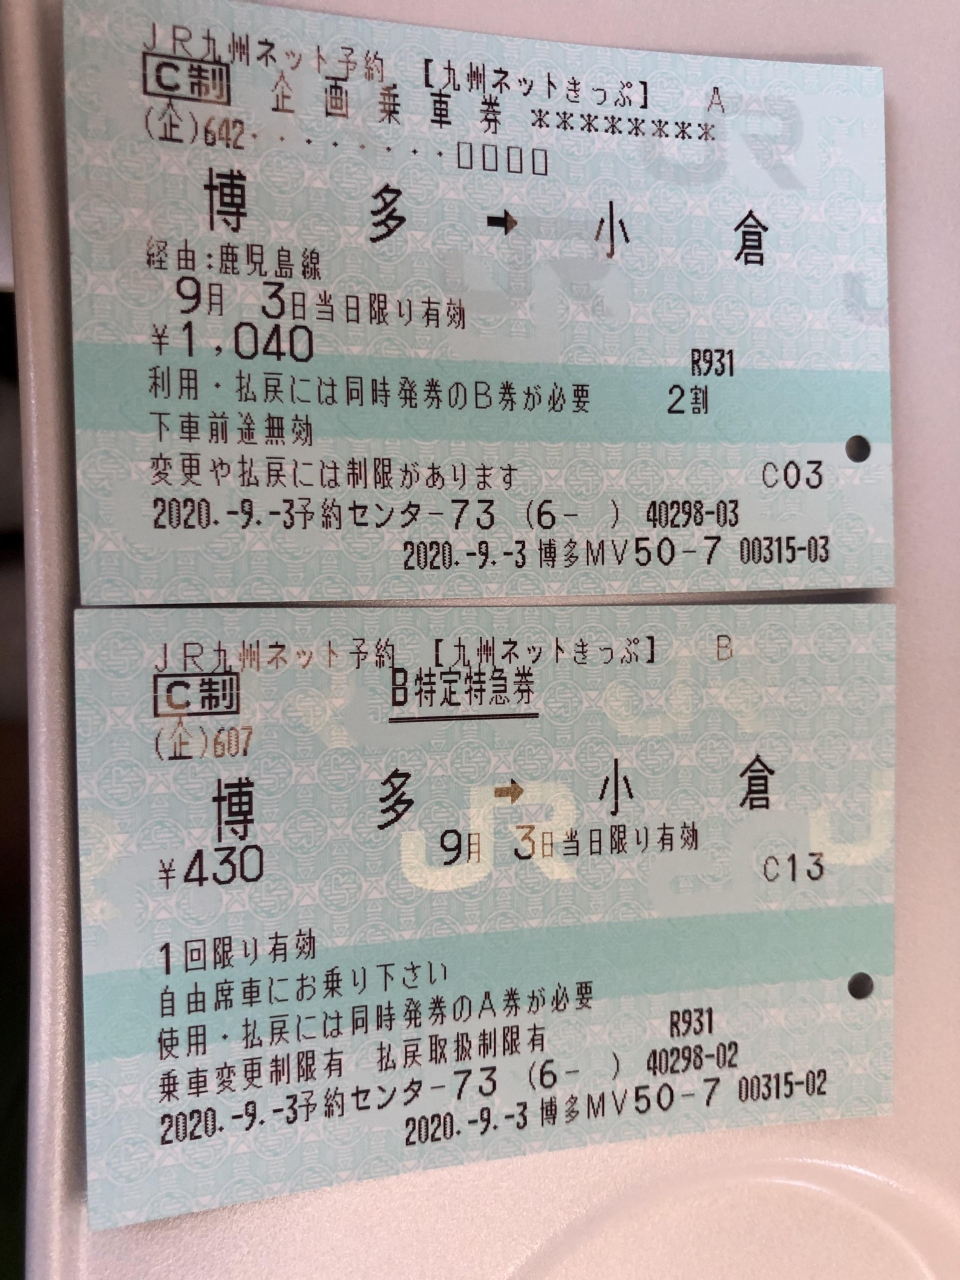 JR九州ネット予約 【九州ネットきっぷ】 A
C制 企画乗車券 ********
(企)642・・・・・・・・□□□□
博多 → 小倉
経由:鹿児島線
9月 3日当日限り有効
¥1,040 R931
利用・払戻には同時発券のB券が必要 2割
下車前途無効
変更や払戻には制限があります C03
2020.-9.-3予約センター73 (6- ) 40298-03
2020.-9.-3 博多MV50-7 00315-03
JR九州ネット予約 【九州ネットきっぷ】 B
C制 B特定特急券
(企)607
博多 → 小倉
9月 3日当日限り有効
¥430 C13
1回限り有効
自由席車にお乗り下さい
使用・払戻には同時発券のA券が必要
R931
乗車変更制限有 払戻取扱制限有
2020.-9.-3予約センター73 (6- ) 40298-02
2020.-9.-3 博多MV50-7 00315-02